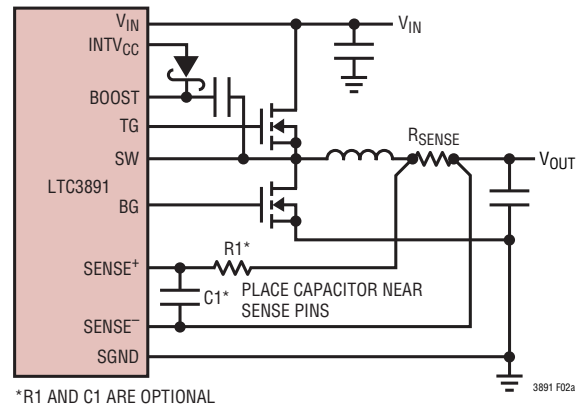 VIN
VIN
INTVCC
BOOST
TG
RSENSE
SW
VOUT
LTC3891
BG
R1*
SENSE+
C1* PLACE CAPACITOR NEAR
SENSE PINS
SENSE–
SGND
3891 F02a
*R1 AND C1 ARE OPTIONAL